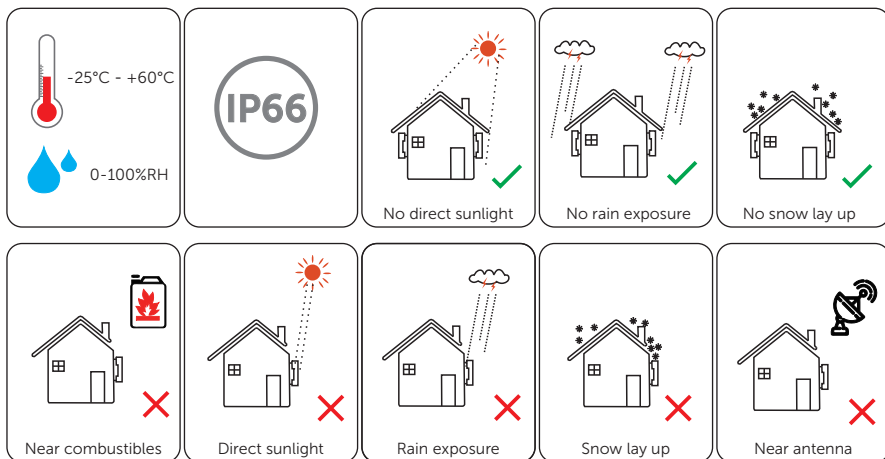 -25°C - +60°C
0-100%RH
IP66
No direct sunlight
No rain exposure
No snow lay up
Near combustibles
Direct sunlight
Rain exposure
Snow lay up
Near antenna